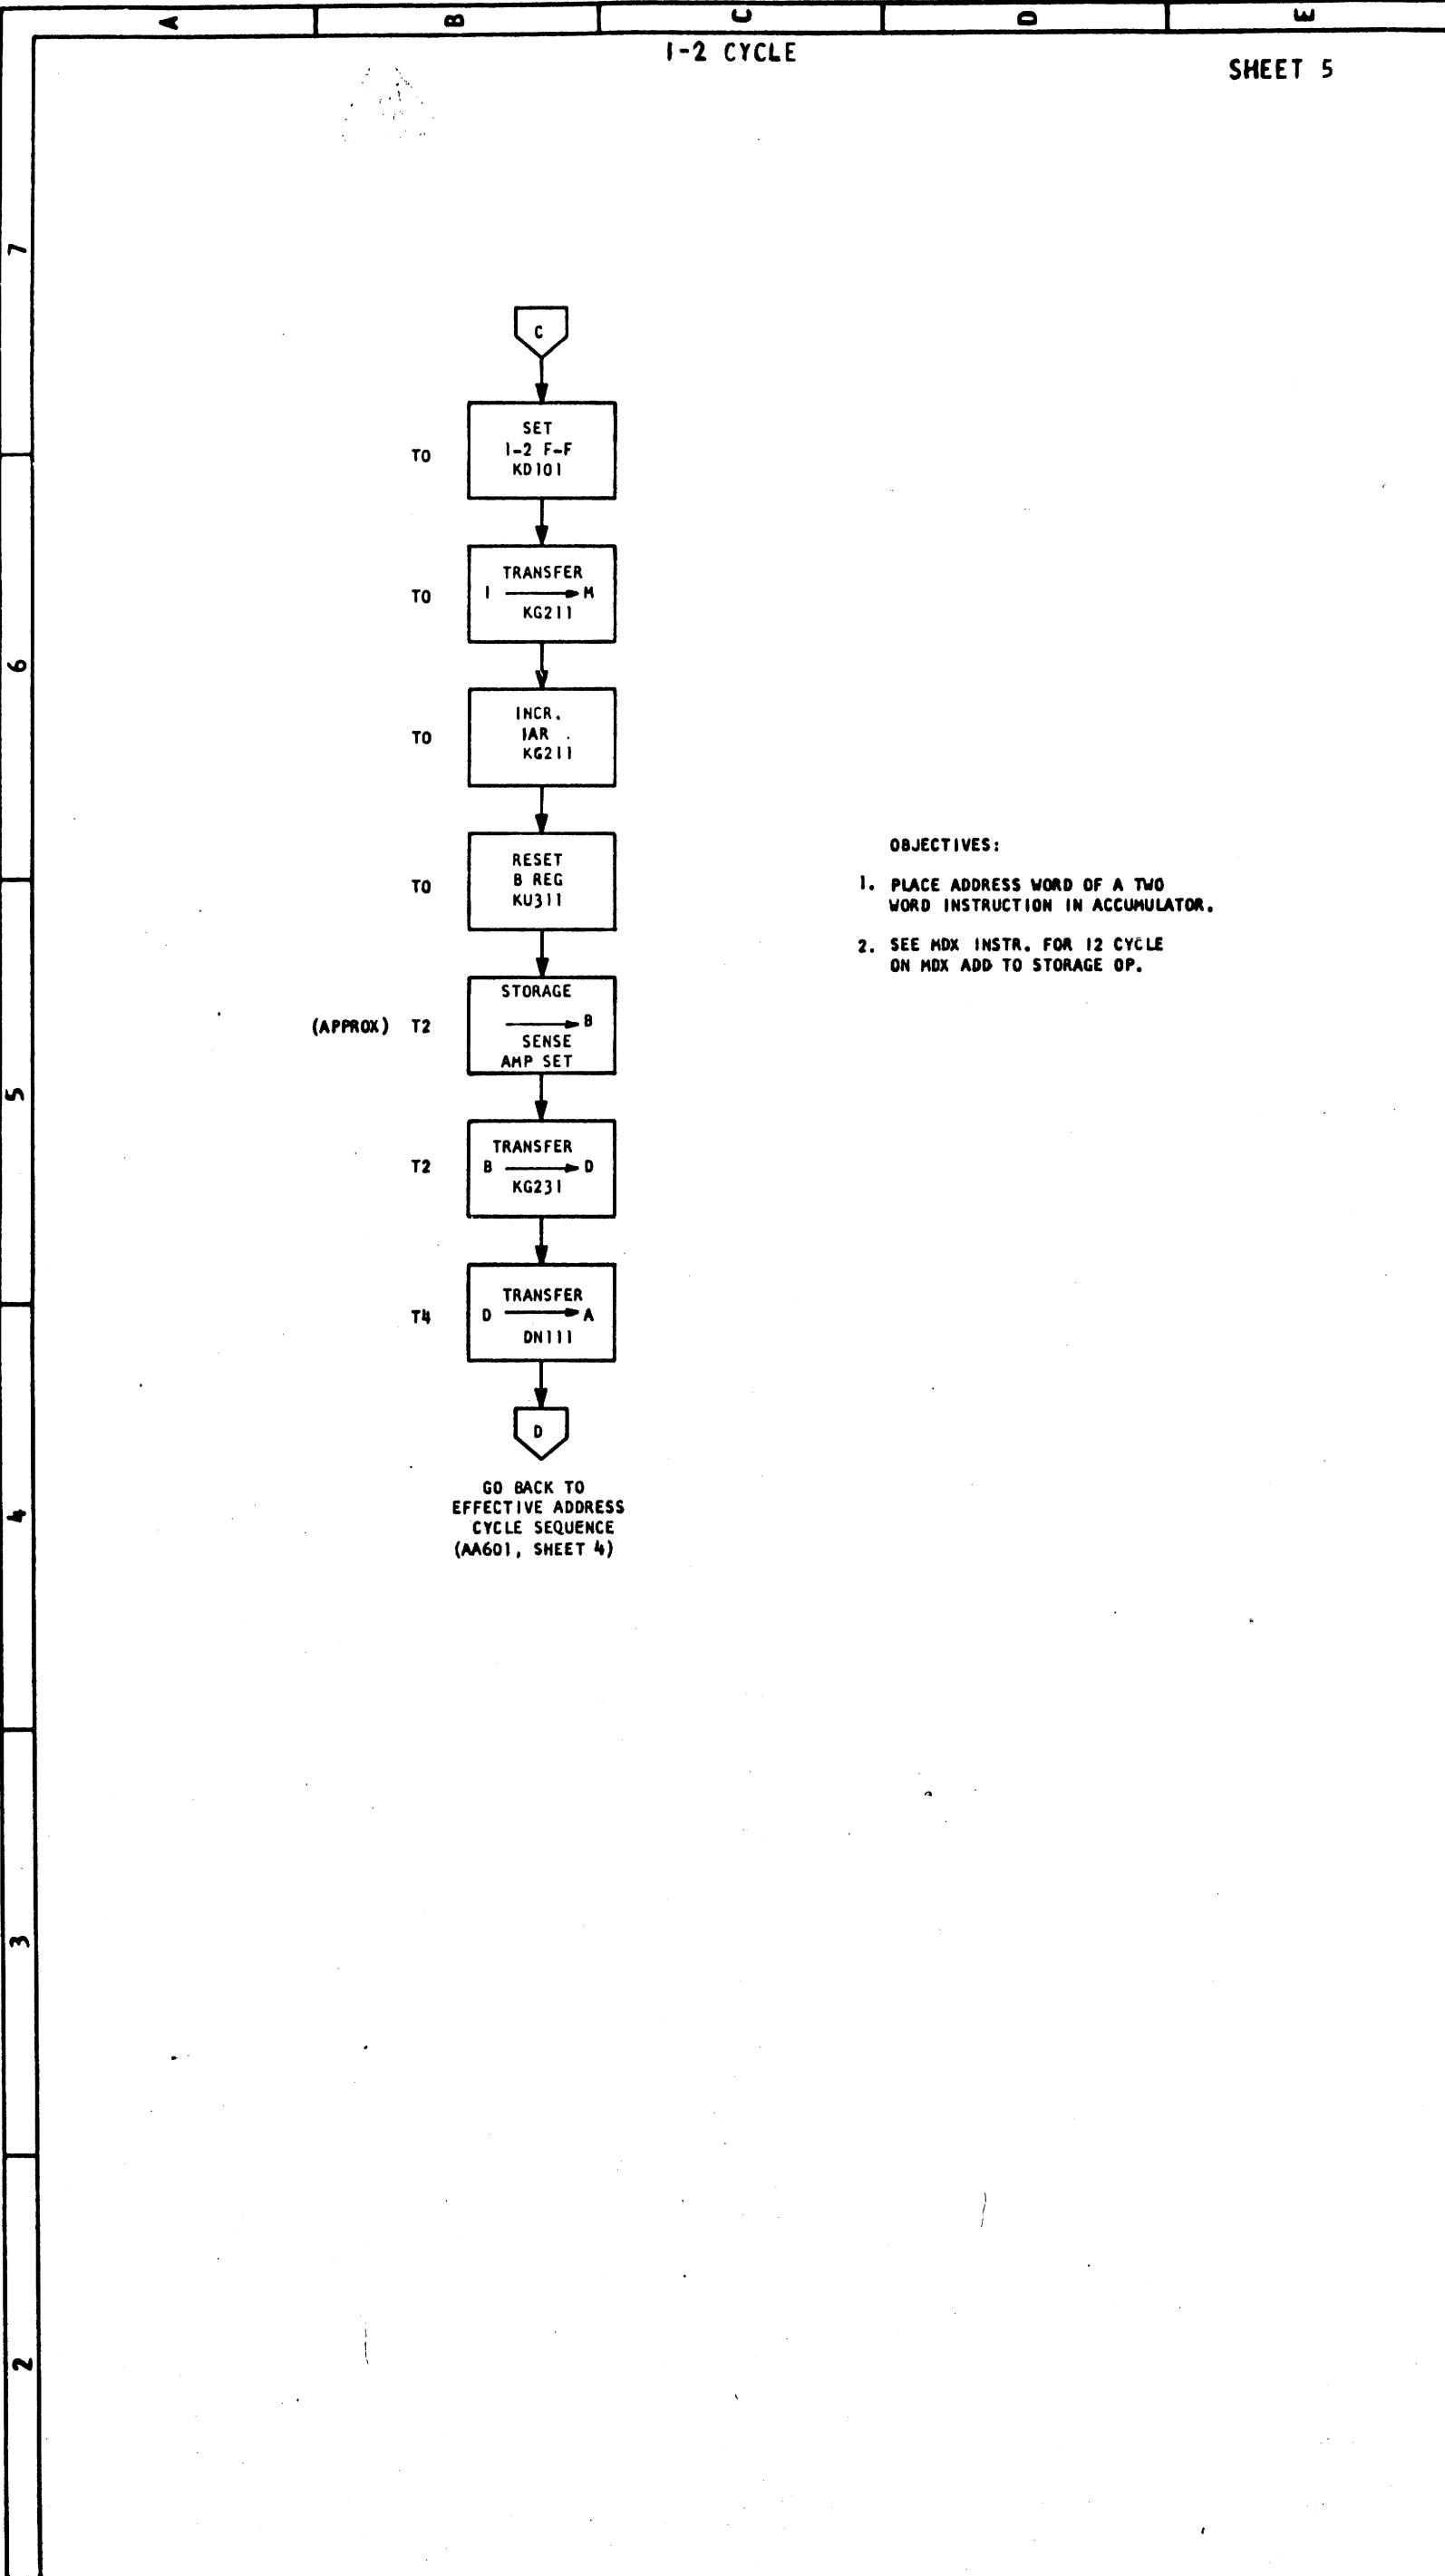 A B C D E
I-2 CYCLE
SHEET 5
7
6
5
4
3
2
C
T0
SET
I-2 F-F
KD101
T0
TRANSFER
I M
KG211
T0
INCR.
IAR
KG211
T0
RESET
B REG
KU311
(APPROX) T2
STORAGE
B
SENSE
AMP SET
T2
TRANSFER
B D
KG231
T4
TRANSFER
D A
DN111
D
GO BACK TO
EFFECTIVE ADDRESS
CYCLE SEQUENCE
(AA601, SHEET 4)
OBJECTIVES:
1. PLACE ADDRESS WORD OF A TWO
WORD INSTRUCTION IN ACCUMULATOR.
2. SEE MDX INSTR. FOR I2 CYCLE
ON MDX ADD TO STORAGE OP.